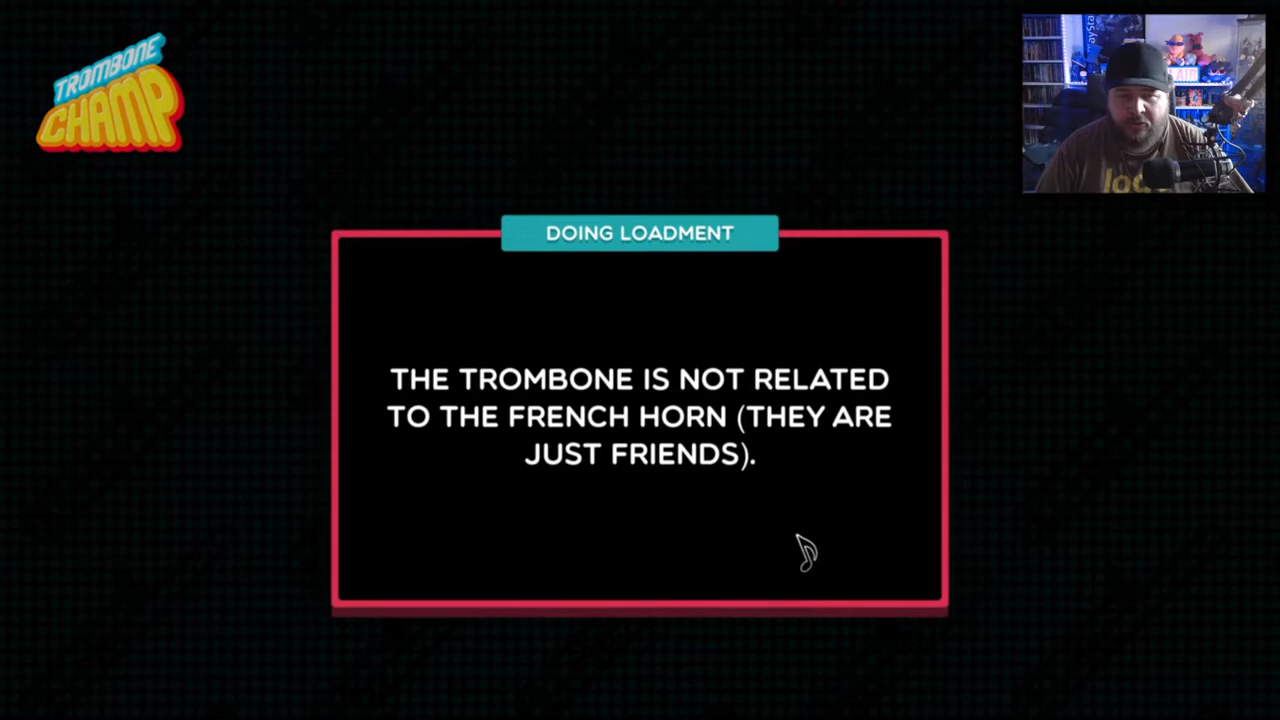 TROMBONE
CHAMP
DOING LOADMENT
THE TROMBONE IS NOT RELATED
TO THE FRENCH HORN (THEY ARE
JUST FRIENDS).